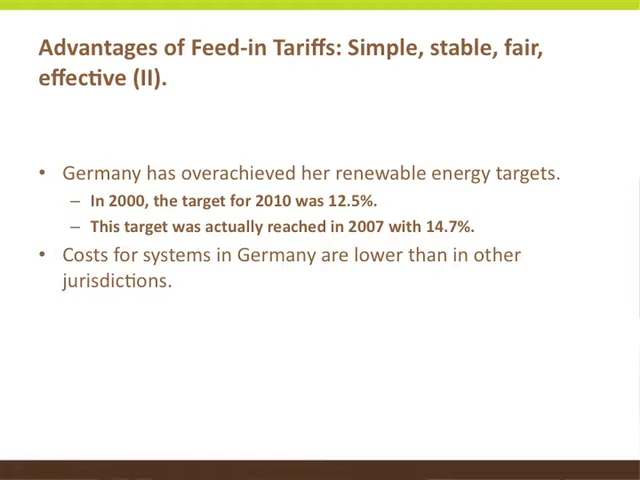 Advantages of Feed-in Tariffs: Simple, stable, fair,
effective (II).
• Germany has overachieved her renewable energy targets.
– In 2000, the target for 2010 was 12.5%.
– This target was actually reached in 2007 with 14.7%.
• Costs for systems in Germany are lower than in other
jurisdictions.